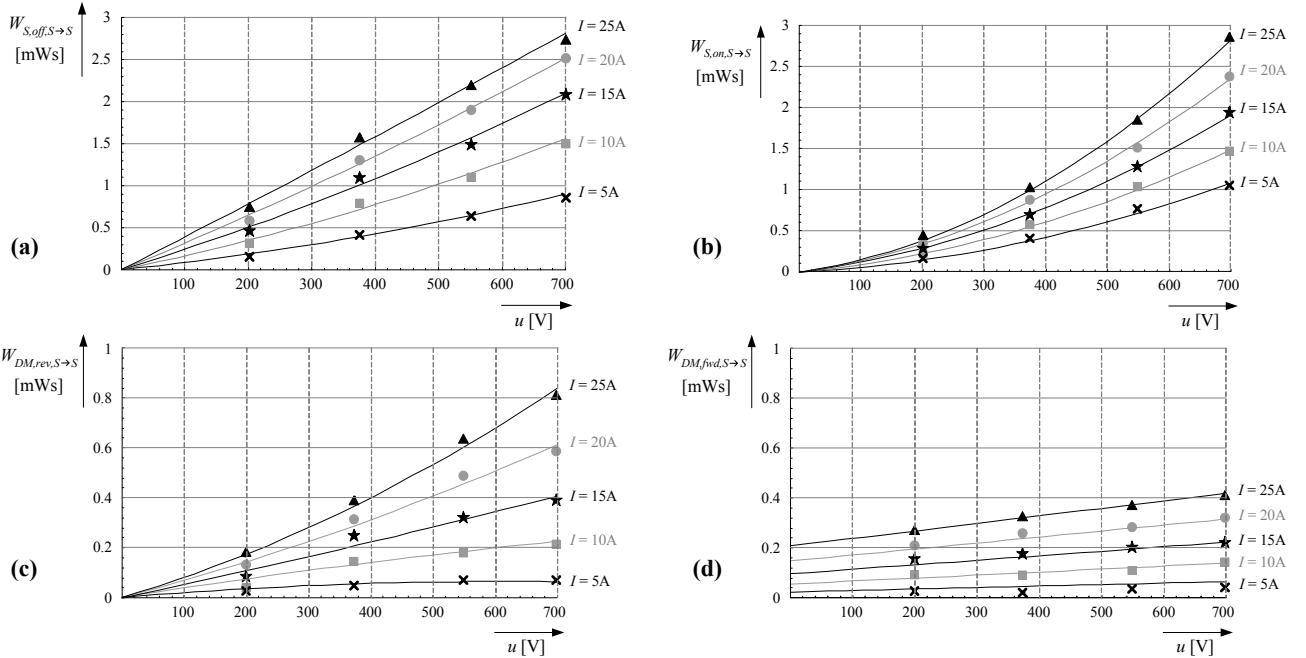 W_{S,off,S→S}
[mWs]
3
2.5
2
1.5
1
0.5
0
100
200
300
400
500
600
700
I = 25A
I = 20A
I = 15A
I = 10A
I = 5A
u [V]
(a)
W_{S,on,S→S}
[mWs]
3
2.5
2
1.5
1
0.5
0
100
200
300
400
500
600
700
I = 25A
I = 20A
I = 15A
I = 10A
I = 5A
u [V]
(b)
W_{DM,rev,S→S}
[mWs]
1
0.8
0.6
0.4
0.2
0
100
200
300
400
500
600
700
I = 25A
I = 20A
I = 15A
I = 10A
I = 5A
u [V]
(c)
W_{DM,fwd,S→S}
[mWs]
1
0.8
0.6
0.4
0.2
0
100
200
300
400
500
600
700
I = 25A
I = 20A
I = 15A
I = 10A
I = 5A
u [V]
(d)